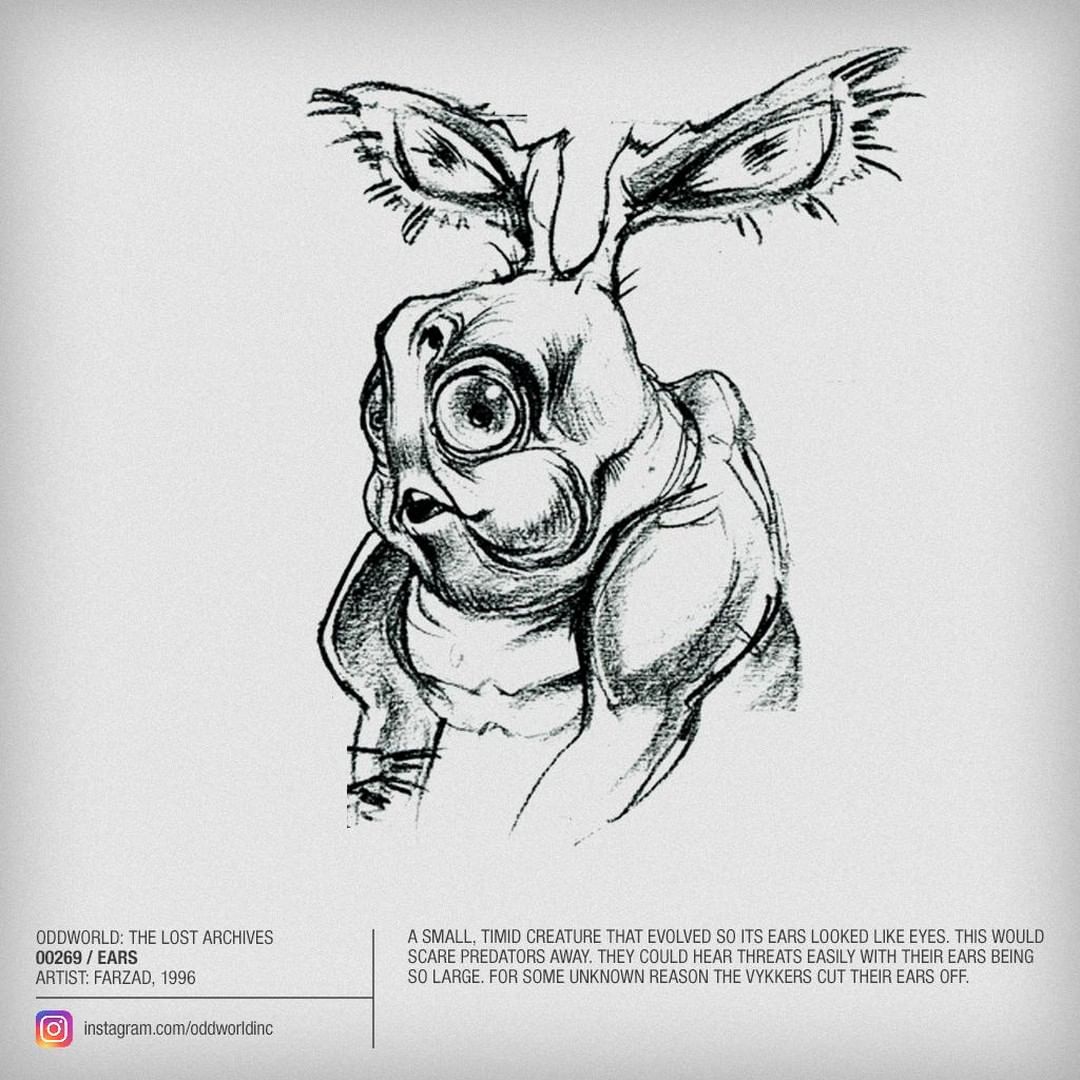 ODDWORLD: THE LOST ARCHIVES
00269 / EARS
ARTIST: FARZAD, 1996
instagram.com/oddworldinc
A SMALL, TIMID CREATURE THAT EVOLVED SO ITS EARS LOOKED LIKE EYES. THIS WOULD
SCARE PREDATORS AWAY. THEY COULD HEAR THREATS EASILY WITH THEIR EARS BEING
SO LARGE. FOR SOME UNKNOWN REASON THE VYKKERS CUT THEIR EARS OFF.